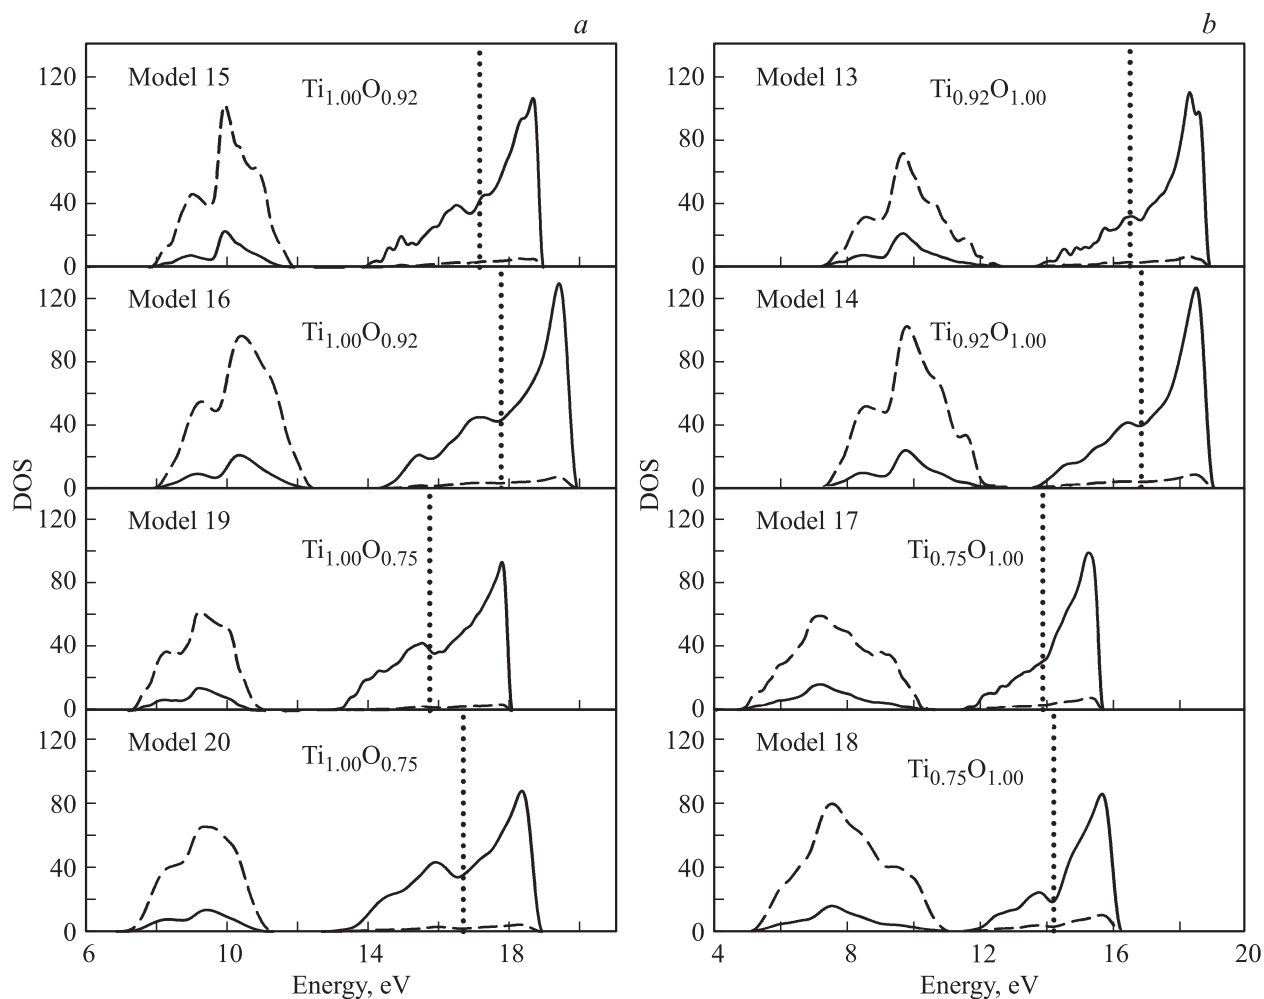 a
b
120
Model 15
Ti1.00O0.92
80
40
0
120
Model 16
Ti1.00O0.92
80
40
0
120
Model 19
Ti1.00O0.75
80
40
0
120
Model 20
Ti1.00O0.75
80
40
0
DOS
6 10 14 18
Energy, eV
120
Model 13
Ti0.92O1.00
80
40
0
120
Model 14
Ti0.92O1.00
80
40
0
120
Model 17
Ti0.75O1.00
80
40
0
120
Model 18
Ti0.75O1.00
80
40
0
DOS
4 8 12 16 20
Energy, eV